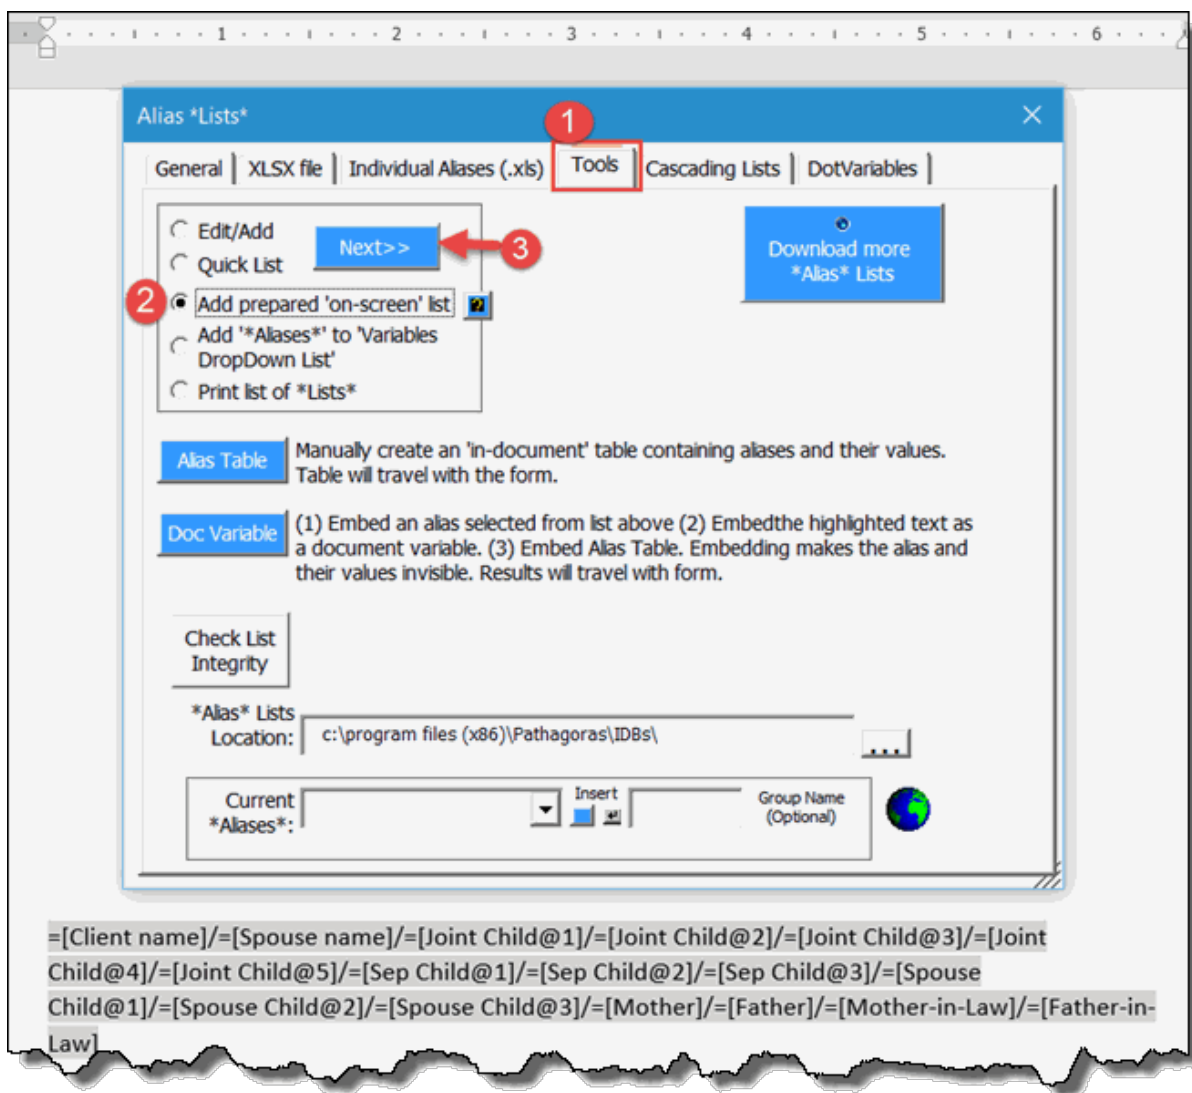 1 2 3 4 5 6
Alias *Lists*
1
General XLSX file Individual Aliases (.xls) Tools Cascading Lists DotVariables
Edit/Add
Next>>
3
Quick List
Download more
*Alias* Lists
2
Add prepared 'on-screen' list
?
Add '*Aliases*' to 'Variables
DropDown List'
Print list of *Lists*
Alias Table
Manually create an 'in-document' table containing aliases and their values.
Table will travel with the form.
Doc Variable
(1) Embed an alias selected from list above (2) Embedthe highlighted text as
a document variable. (3) Embed Alias Table. Embedding makes the alias and
their values invisible. Results will travel with form.
Check List
Integrity
*Alias* Lists
Location:
c:\program files (x86)\Pathagoras\IDBs\
...
Current
*Aliases*:
Insert
Group Name
(Optional)
=[Client name]/=[Spouse name]/=[Joint Child@1]/=[Joint Child@2]/=[Joint Child@3]/=[Joint
Child@4]/=[Joint Child@5]/=[Sep Child@1]/=[Sep Child@2]/=[Sep Child@3]/=[Spouse
Child@1]/=[Spouse Child@2]/=[Spouse Child@3]/=[Mother]/=[Father]/=[Mother-in-Law]/=[Father-in-
Law]